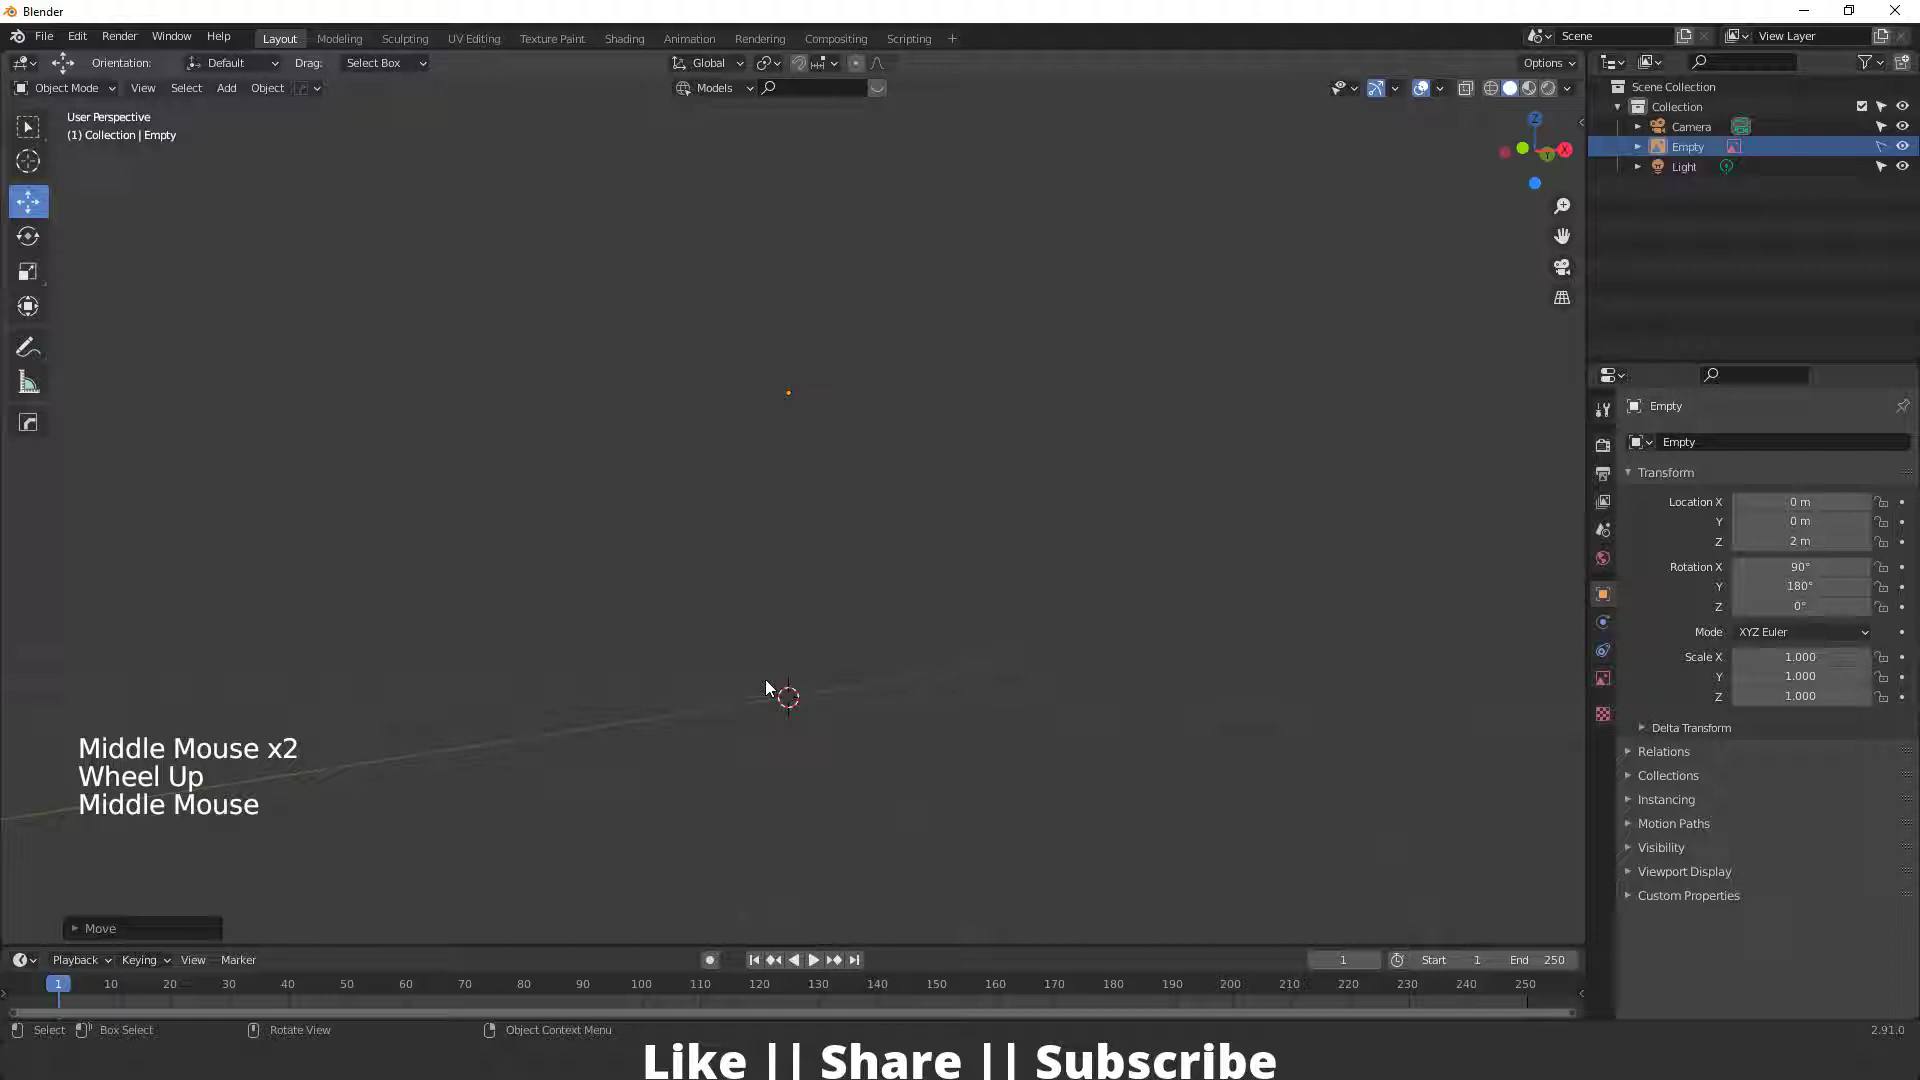 Blender
File Edit Render Window Help
Layout Modeling Sculpting UV Editing Texture Paint Shading Animation Rendering Compositing Scripting +
Scene
View Layer
Orientation: Default Drag: Select Box
Global
Options
Object Mode View Select Add Object
Models
User Perspective
(1) Collection | Empty
Z
X
Y
Scene Collection
Collection
Camera
Empty
Light
Empty
Empty
Transform
Location X 0 m
Y 0 m
Z 2 m
Rotation X 90°
Y 180°
Z 0°
Mode XYZ Euler
Scale X 1.000
Y 1.000
Z 1.000
Delta Transform
Relations
Collections
Instancing
Motion Paths
Visibility
Viewport Display
Custom Properties
Middle Mouse x2
Wheel Up
Middle Mouse
Move
Playback Keying View Marker
1 Start 1 End 250
1 10 20 30 40 50 60 70 80 90 100 110 120 130 140 150 160 170 180 190 200 210 220 230 240 250
Select Box Select Rotate View Object Context Menu
2.91.0
Like || Share || Subscribe